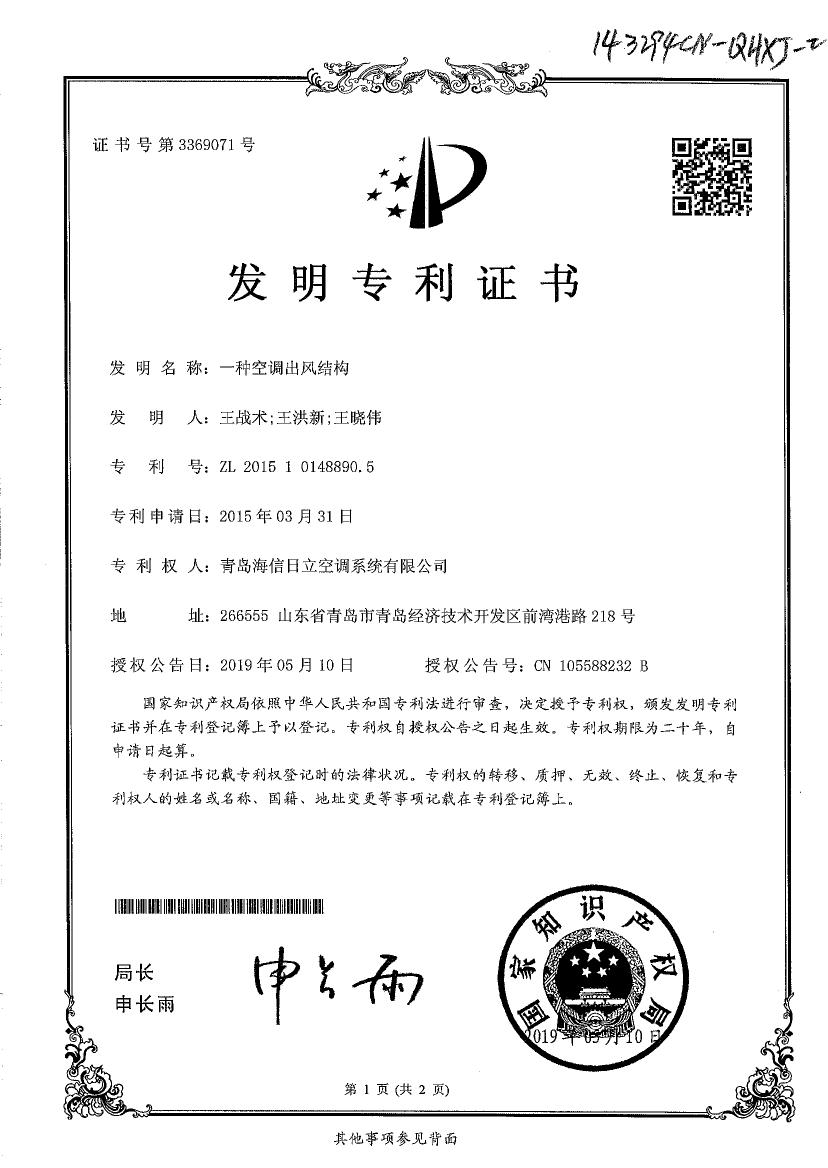 143294CN-QHXJ-Z
证书号第3369071号
发明专利证书
发明名称：一种空调出风结构
发明人：王战术;王洪新;王晓伟
专利号：ZL 2015 1 0148890.5
专利申请日：2015年03月31日
专利权人：青岛海信日立空调系统有限公司
地址：266555 山东省青岛市青岛经济技术开发区前湾港路218号
授权公告日：2019年05月10日 授权公告号：CN 105588232 B
国家知识产权局依照中华人民共和国专利法进行审查，决定授予专利权，颁发发明专利
证书并在专利登记簿上予以登记。专利权自授权公告之日起生效。专利权期限为二十年，自
申请日起算。
专利证书记载专利权登记时的法律状况。专利权的转移、质押、无效、终止、恢复和专
利权人的姓名或名称、国籍、地址变更等事项记载在专利登记簿上。
局长
申长雨
申长雨
国家知识产权局
2019年05月10日
第1页(共2页)
其他事项参见背面